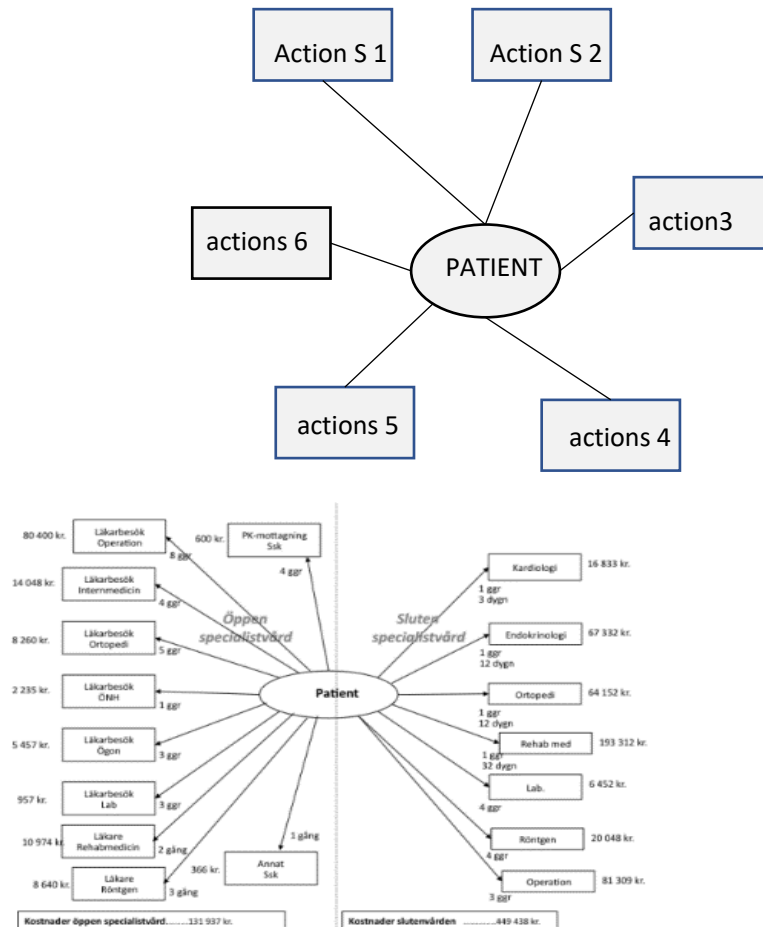 Action S 1
Action S 2
actions 6
PATIENT
action3
actions 5
actions 4
80 400 kr.
Läkarbesök
Operation
8 ggr
600 kr.
PK-mottagning
Ssk
4 ggr
14 048 kr.
Läkarbesök
Internmedicin
4 ggr
8 260 kr.
Läkarbesök
Ortopedi
5 ggr
2 235 kr.
Läkarbesök
ÖNH
1 ggr
5 457 kr.
Läkarbesök
Ögon
3 ggr
957 kr.
Läkarbesök
Lab
3 ggr
10 974 kr.
Läkare
Rehabmedicin
2 gång
8 640 kr.
Läkare
Röntgen
3 gång
366 kr.
Annat
Ssk
1 gång
Öppen
specialistvård
Sluten
specialistvård
Patient
Kardiologi
16 833 kr.
1 ggr
3 dygn
Endokrinologi
67 332 kr.
1 ggr
12 dygn
Ortopedi
64 152 kr.
1 ggr
12 dygn
Rehab med
193 312 kr.
1 ggr
32 dygn
Lab.
6 452 kr.
4 ggr
Röntgen
20 048 kr.
4 ggr
Operation
81 309 kr.
3 ggr
Kostnader öppen specialistvård.........131 937 kr.
Kostnader slutenvården .........449 438 kr.